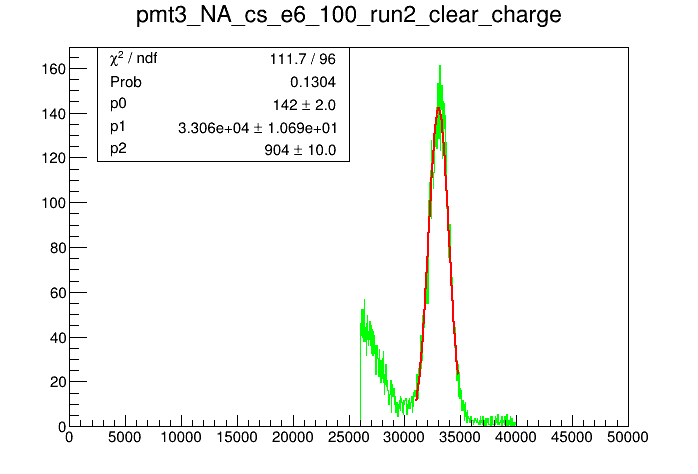 pmt3_NA_cs_e6_100_run2_clear_charge
χ² / ndf 111.7 / 96
Prob 0.1304
p0 142 ± 2.0
p1 3.306e+04 ± 1.069e+01
p2 904 ± 10.0
160
140
120
100
80
60
40
20
0
0 5000 10000 15000 20000 25000 30000 35000 40000 45000 50000